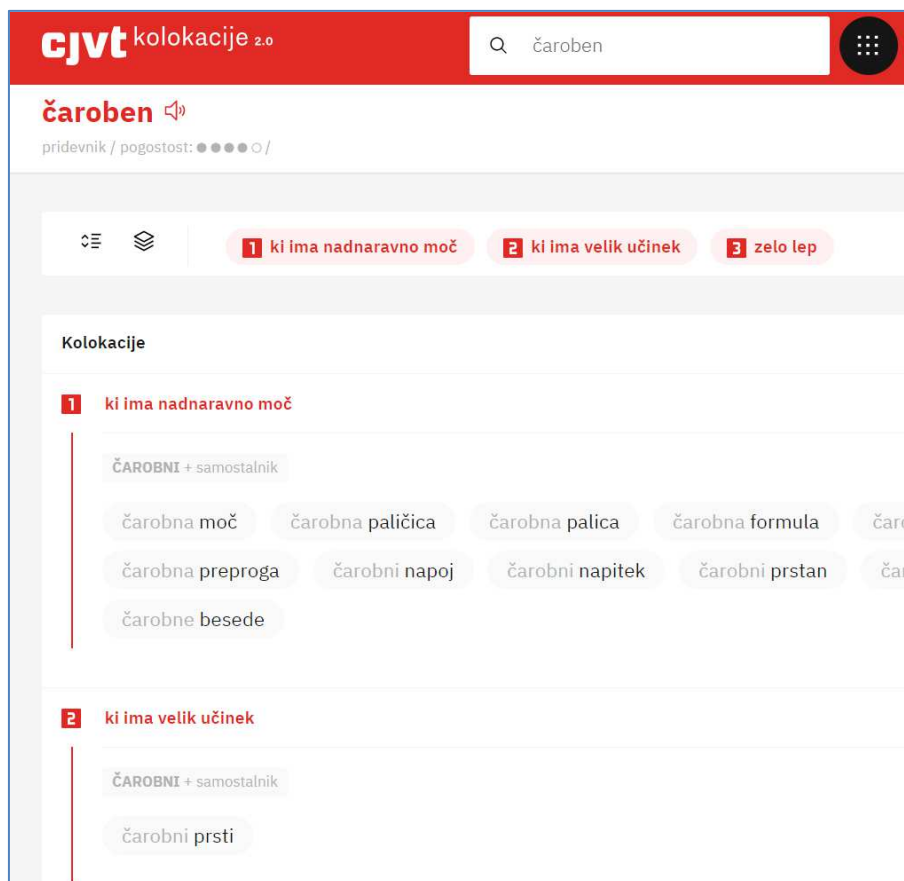 cjvt kolokacije 2.0
čaroben
čaroben
pridevnik / pogostost: /
1 ki ima nadnaravno moč 2 ki ima velik učinek 3 zelo lep
Kolokacije
1 ki ima nadnaravno moč
ČAROBNI + samostalnik
čarobna moč čarobna paličica čarobna palica čarobna formula
čarobna preproga čarobni napoj čarobni napitek čarobni prstan
čarobne besede
2 ki ima velik učinek
ČAROBNI + samostalnik
čarobni prsti